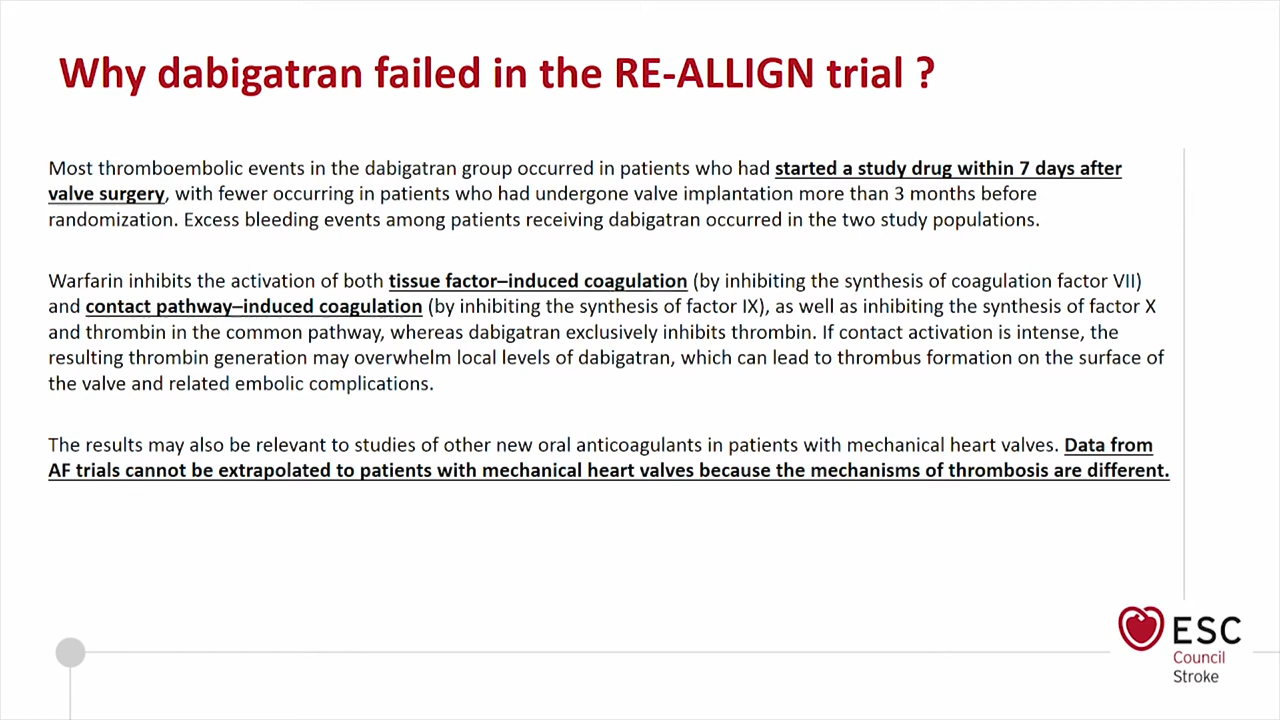 Why dabigatran failed in the RE-ALLIGN trial ?
Most thromboembolic events in the dabigatran group occurred in patients who had started a study drug within 7 days after
valve surgery, with fewer occurring in patients who had undergone valve implantation more than 3 months before
randomization. Excess bleeding events among patients receiving dabigatran occurred in the two study populations.
Warfarin inhibits the activation of both tissue factor–induced coagulation (by inhibiting the synthesis of coagulation factor VII)
and contact pathway–induced coagulation (by inhibiting the synthesis of factor IX), as well as inhibiting the synthesis of factor X
and thrombin in the common pathway, whereas dabigatran exclusively inhibits thrombin. If contact activation is intense, the
resulting thrombin generation may overwhelm local levels of dabigatran, which can lead to thrombus formation on the surface of
the valve and related embolic complications.
The results may also be relevant to studies of other new oral anticoagulants in patients with mechanical heart valves. Data from
AF trials cannot be extrapolated to patients with mechanical heart valves because the mechanisms of thrombosis are different.
ESC
Council
Stroke